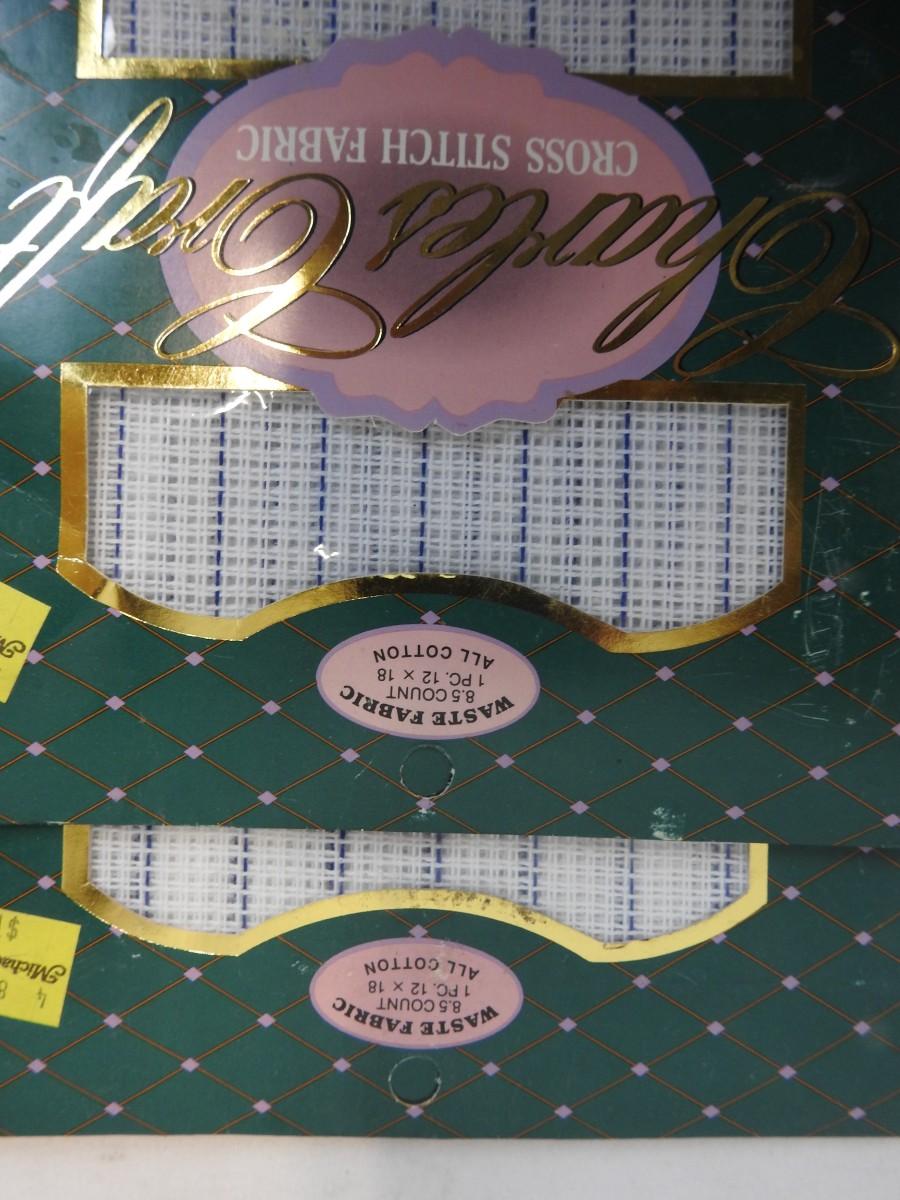 WASTE FABRIC
8.5 COUNT
1 PC. 12 × 18
ALL COTTON
WASTE FABRIC
8.5 COUNT
1 PC. 12 × 18
ALL COTTON
Charles Craft
CROSS STITCH FABRIC